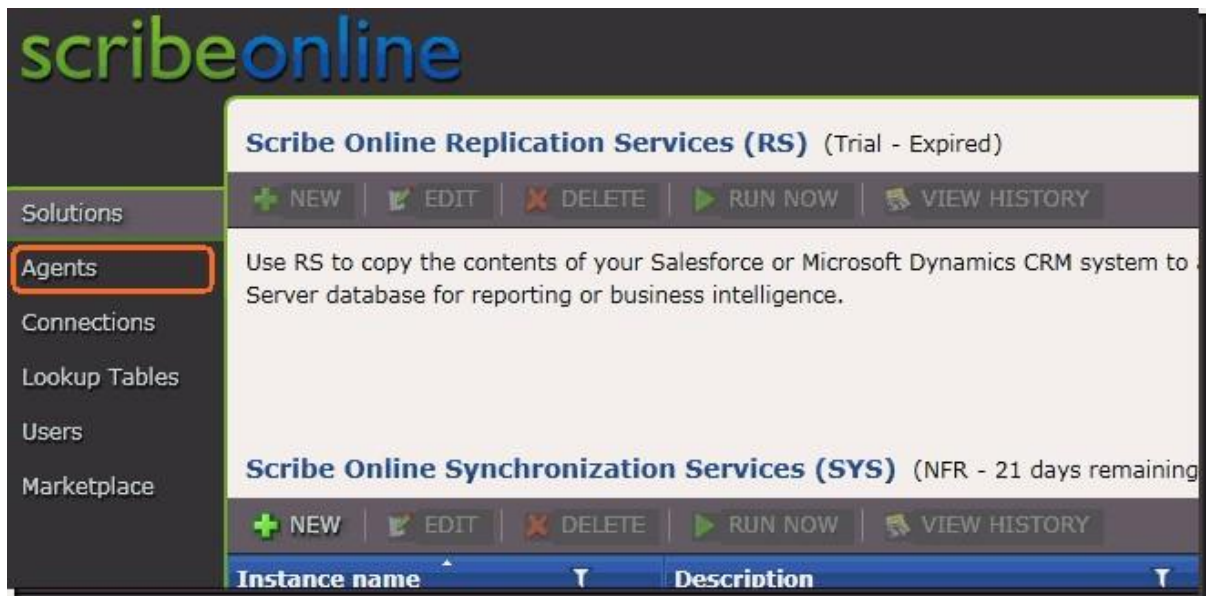 scribeonline
Scribe Online Replication Services (RS) (Trial - Expired)
NEW EDIT DELETE RUN NOW VIEW HISTORY
Solutions
Agents
Connections
Lookup Tables
Users
Marketplace
Use RS to copy the contents of your Salesforce or Microsoft Dynamics CRM system to
Server database for reporting or business intelligence.
Scribe Online Synchronization Services (SYS) (NFR - 21 days remaining
NEW EDIT DELETE RUN NOW VIEW HISTORY
Instance name Description